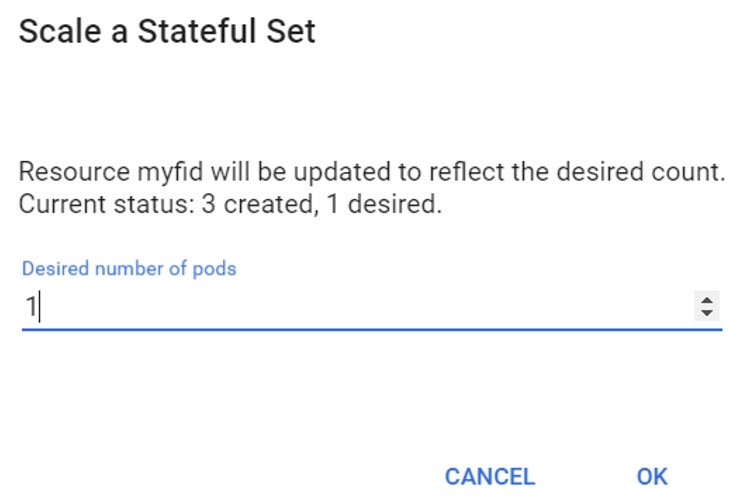 Scale a Stateful Set
Resource myfid will be updated to reflect the desired count.
Current status: 3 created, 1 desired.
Desired number of pods
1
CANCEL OK